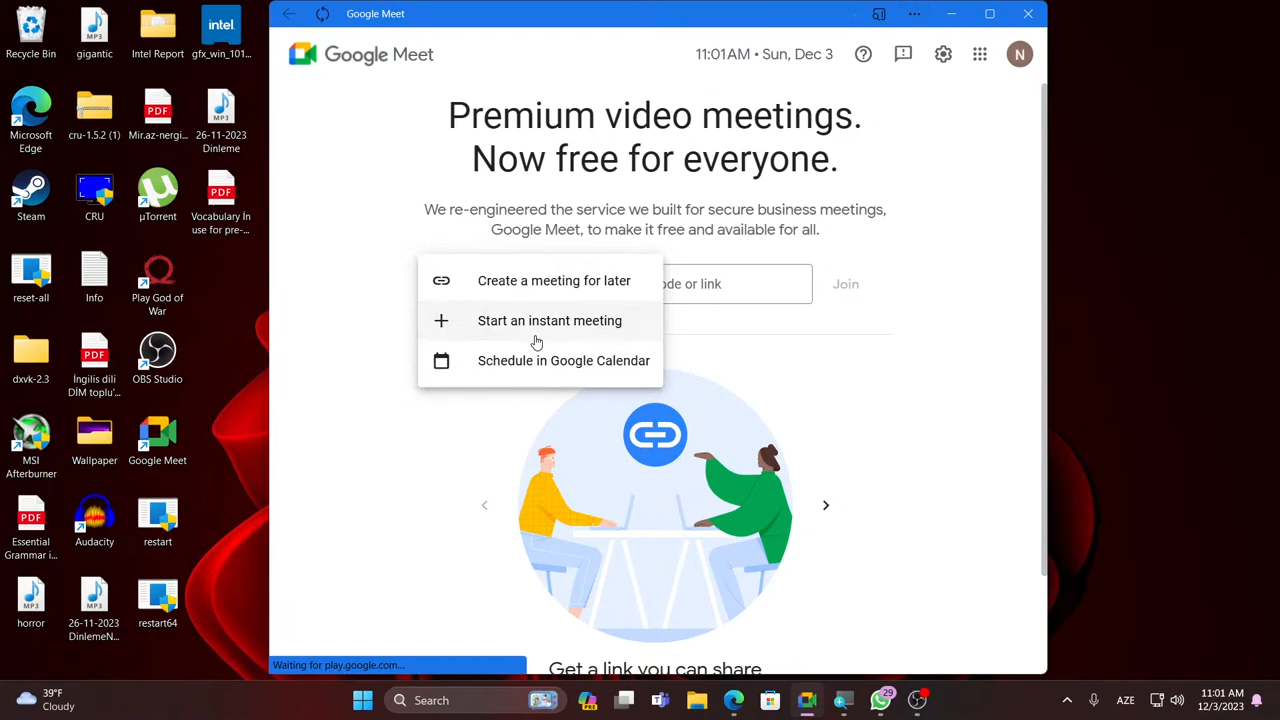 Google Meet
Google Meet
11:01 AM • Sun, Dec 3
N
Premium video meetings.
Now free for everyone.
We re-engineered the service we built for secure business meetings,
Google Meet, to make it free and available for all.
Create a meeting for later
Start an instant meeting
Schedule in Google Calendar
ode or link
Join
Get a link you can share
Waiting for play.google.com...
Recycle Bin
MP3
gigantic
Intel Report
intel
gfx_win_101...
Microsoft
Edge
cru-1.5.2 (1)
PDF
Mir.az-nergi...
MP3
26-11-2023
Dinleme
Steam
CRU
µTorrent
PDF
Vocabulary In
use for pre-...
reset-all
Info
Play God of
War
dxvk-2.3
PDF
İngilis dili
DİM toplu'...
OBS Studio
MSI
Afterburner
Wallpaper
Google Meet
PDF
Essential
Grammar i...
Audacity
restart
MP3
horror
MP3
26-11-2023
DinlemeN...
restart64
39°F
Cloudy
Search
PRE
29
AZE
11:01 AM
12/3/2023